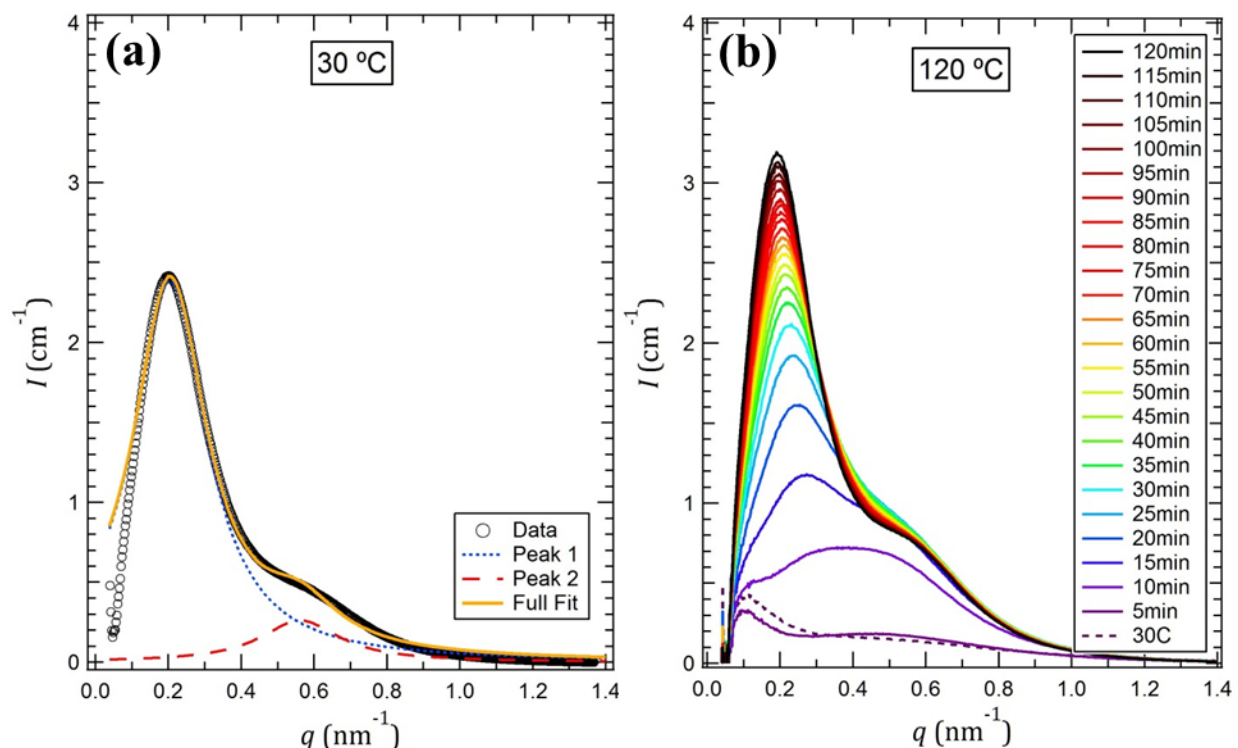 (a)
30 ºC
4
3
2
1
0
I (cm-1)
0.0 0.2 0.4 0.6 0.8 1.0 1.2 1.4
q (nm-1)
Data
Peak 1
Peak 2
Full Fit
(b)
120 ºC
4
3
2
1
0
I (cm-1)
0.0 0.2 0.4 0.6 0.8 1.0 1.2 1.4
q (nm-1)
120min
115min
110min
105min
100min
95min
90min
85min
80min
75min
70min
65min
60min
55min
50min
45min
40min
35min
30min
25min
20min
15min
10min
5min
30C